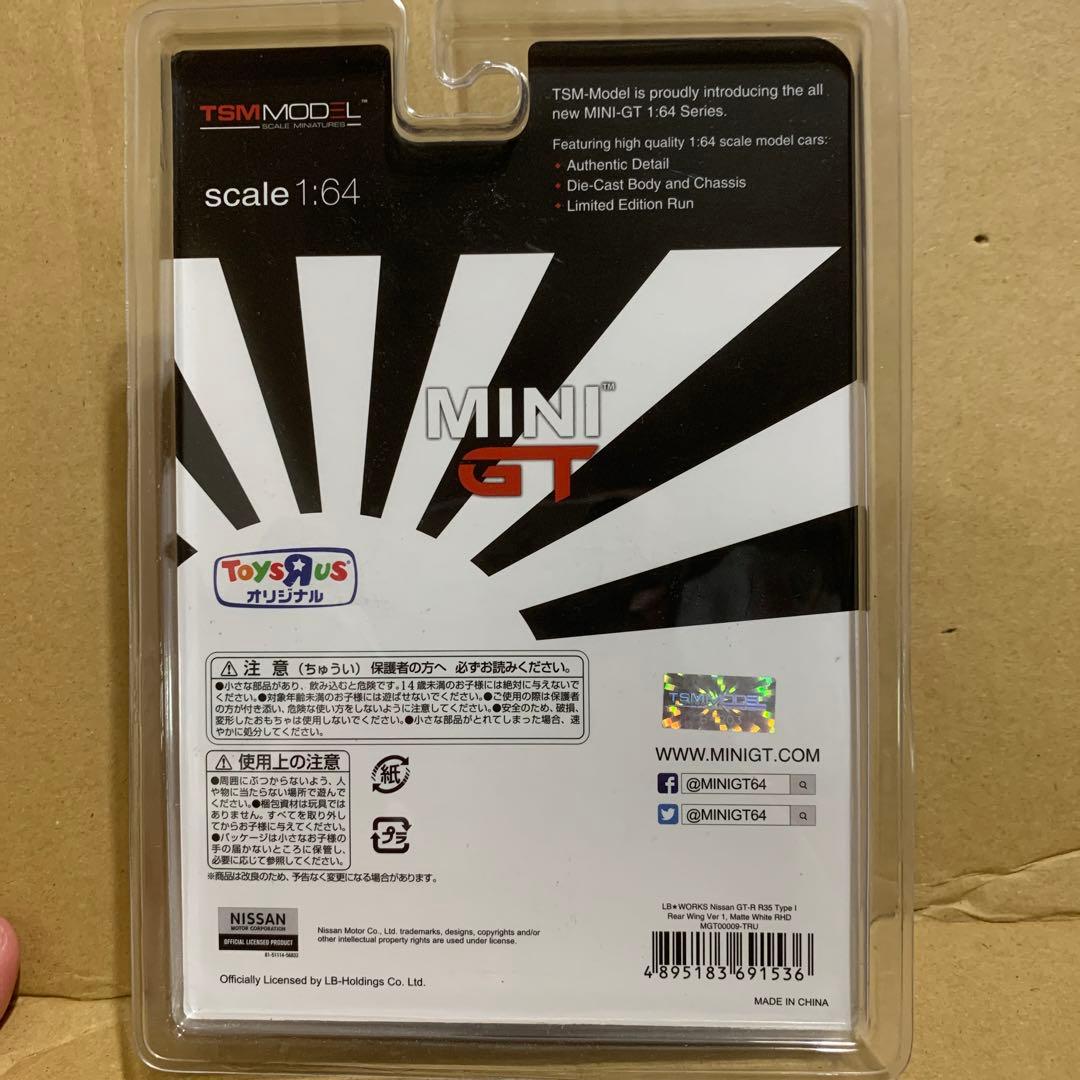 TSM MODEL™
SCALE MINIATURES
scale 1:64
TSM-Model is proudly introducing the all
new MINI-GT 1:64 Series.
Featuring high quality 1:64 scale model cars:
Authentic Detail
Die-Cast Body and Chassis
Limited Edition Run
MINI™
GT
TOYSRUS®
オリジナル
注 意 (ちゅうい) 保護者の方へ 必ずお読みください。
●小さな部品があり、飲み込むと危険です。14歳未満のお子様には絶対に与えないで
ください。●対象年齢未満のお子様には遊ばせないでください。●ご使用の際は保護者
の方が付き添い、危険な使い方をしないように注意してください。●安全のため、破損、
変形したおもちゃは使用しないでください。●小さな部品がとれてしまった場合、速
やかに処分してください。
使用上の注意
●周囲にぶつからないよう、人
や物に当たらない場所で遊んで
ください。●梱包資材は玩具では
ありません。すべてを取り外し
てからお子様に与えてください。
●パッケージは小さなお子様の
手の届かないところに保管し、
必要に応じて参照してください。
※商品は改良のため、予告なく変更になる場合があります。
紙
プラ
TSM MODEL
WWW.MINIGT.COM
@MINIGT64
@MINIGT64
NISSAN
MOTOR CORPORATION
OFFICIAL LICENSED PRODUCT
Nissan Motor Co., Ltd. trademarks, designs, copyrights and/or
other intellectual property rights are used under license.
Officially Licensed by LB-Holdings Co. Ltd.
LB★WORKS Nissan GT-R R35 Type I
Rear Wing Ver 1, Matte White RHD
MGT00009-TRU
4 895183 691536
MADE IN CHINA